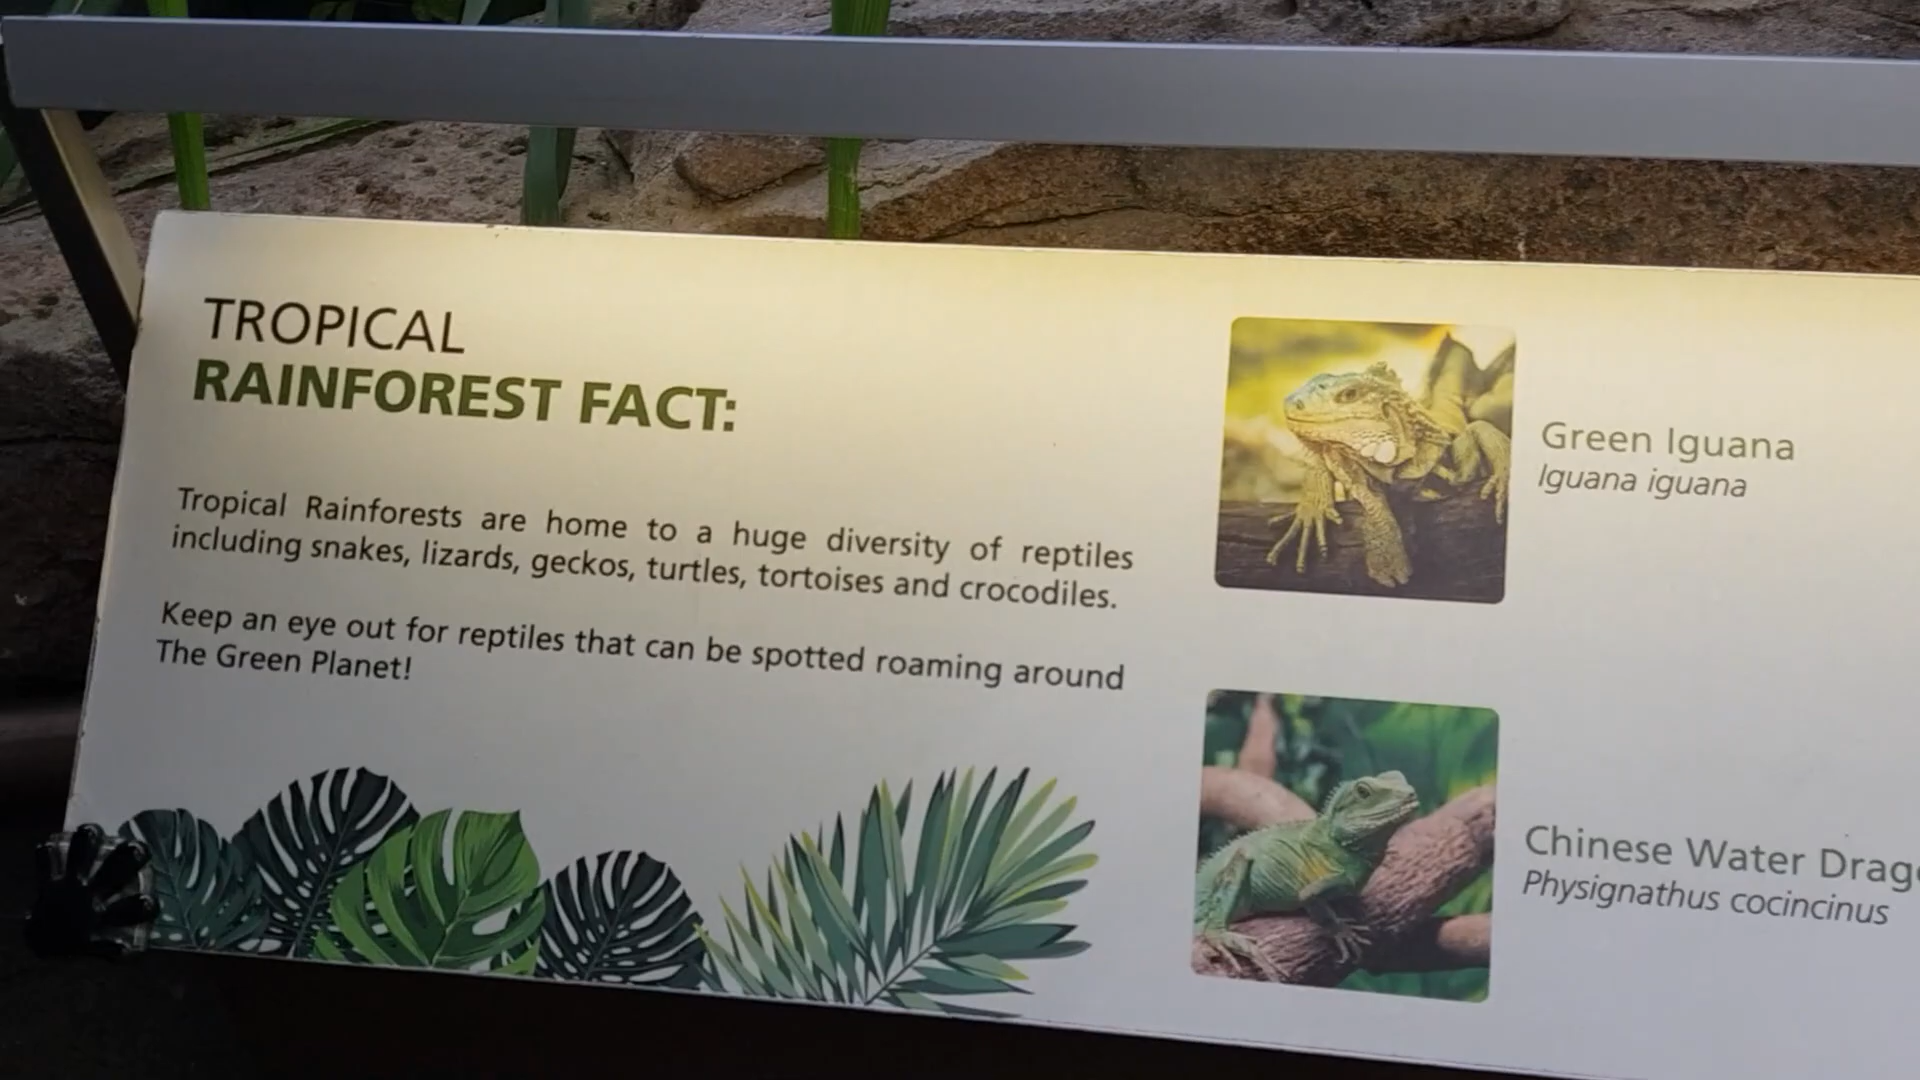 TROPICAL
RAINFOREST FACT:
Tropical Rainforests are home to a huge diversity of reptiles
including snakes, lizards, geckos, turtles, tortoises and crocodiles.
Keep an eye out for reptiles that can be spotted roaming around
The Green Planet!
Green Iguana
Iguana iguana
Chinese Water Drag
Physignathus cocincinus